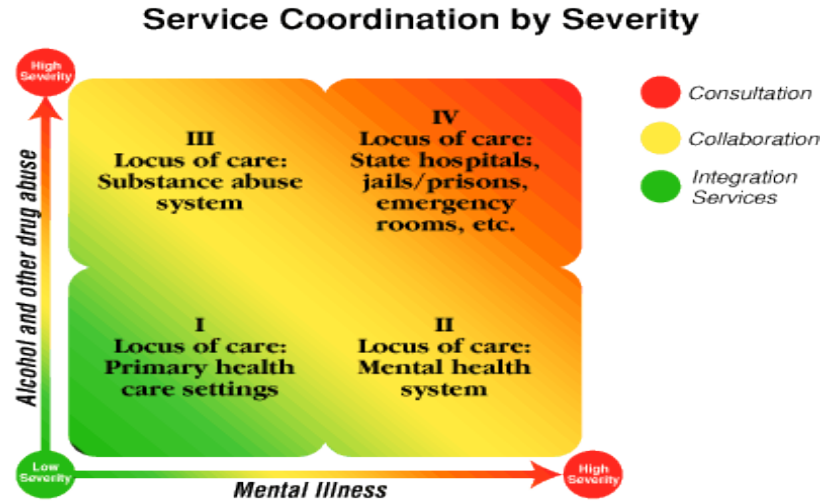 Service Coordination by Severity
High
Severity
Alcohol and other drug abuse
III
Locus of care:
Substance abuse
system
IV
Locus of care:
State hospitals,
jails/prisons,
emergency
rooms, etc.
I
Locus of care:
Primary health
care settings
II
Locus of care:
Mental health
system
Low
Severity
Mental Illness
High
Severity
Consultation
Collaboration
Integration
Services